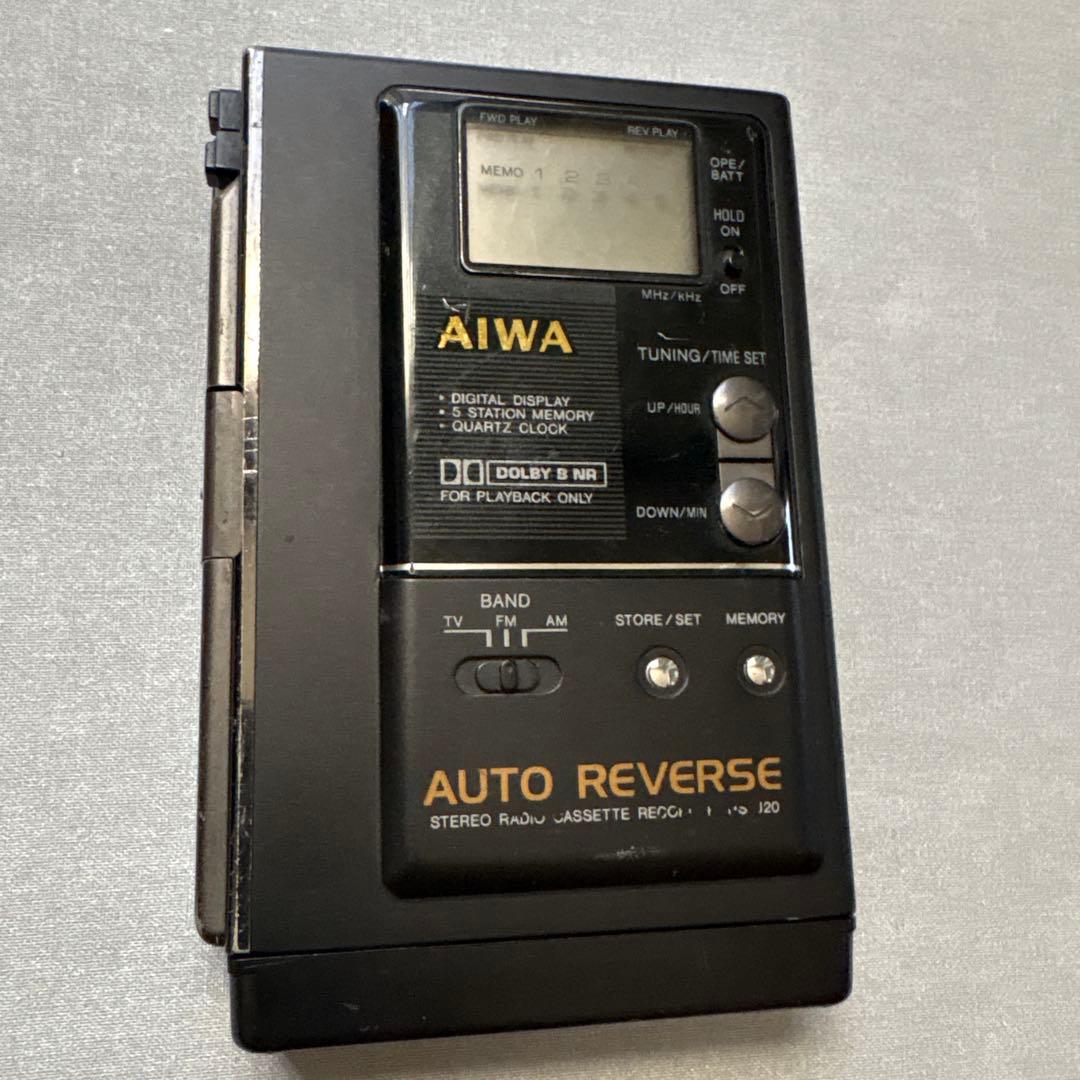 FWD PLAY
REV PLAY
MEMO 1 2 3
OPE/
BATT
HOLD
ON
OFF
MHz/kHz
AIWA
TUNING/TIME SET
• DIGITAL DISPLAY
• 5 STATION MEMORY
• QUARTZ CLOCK
UP/HOUR
DOLBY B NR
FOR PLAYBACK ONLY
DOWN/MIN
BAND
TV FM AM
STORE/SET
MEMORY
AUTO REVERSE
STEREO RADIO CASSETTE J20